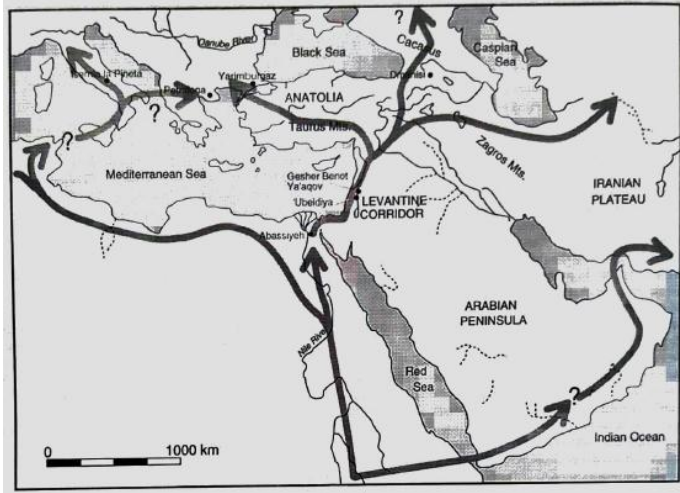 ?
Danube River
Black Sea
Cacasus
Caspian
Sea
Isernia la Pineta
Yarimburgaz
Dmanisi
Petralona
?
ANATOLIA
Taurus Mts.
?
Zagros Mts.
Mediterranean Sea
Gesher Benot
Ya'aqov
'Ubeidiya
LEVANTINE
CORRIDOR
IRANIAN
PLATEAU
Abassiyeh
ARABIAN
PENINSULA
Nile River
Red
Sea
?
Indian Ocean
0 1000 km